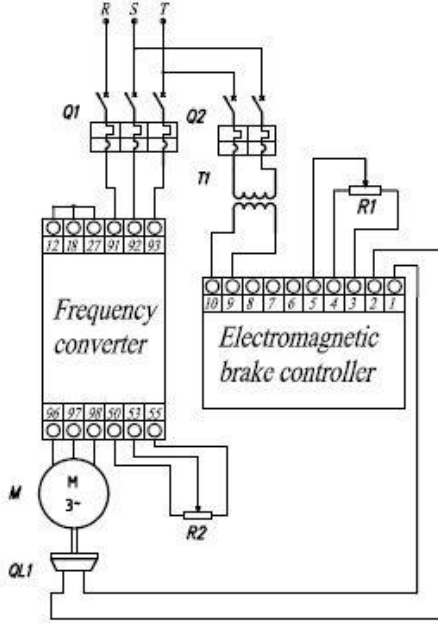 R S T
Q1
Q2
T1
R1
12 18 27 91 92 93
10 9 8 7 6 5 4 3 2 1
Frequency
converter
Electromagnetic
brake controller
96 97 98 50 53 55
M
M
3~
R2
QL1